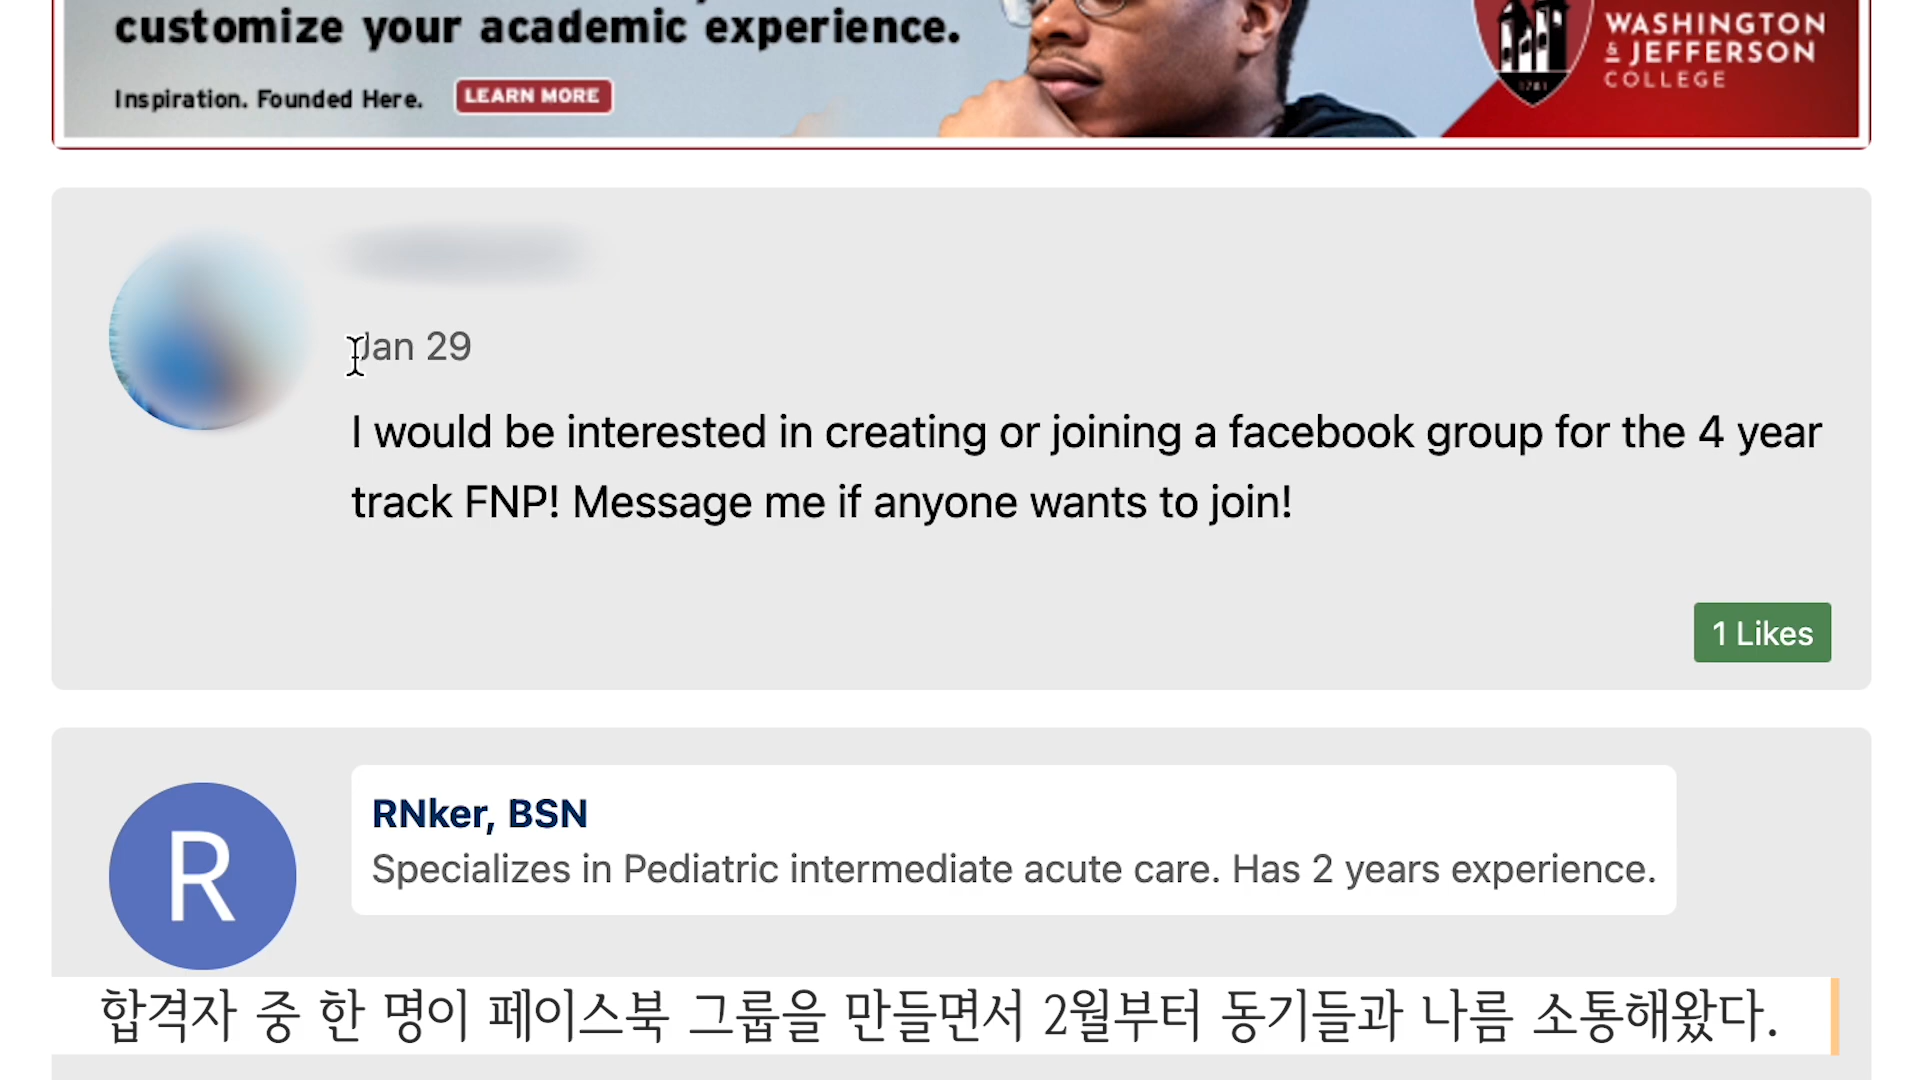 customize your academic experience.
Inspiration. Founded Here.
LEARN MORE
WASHINGTON
& JEFFERSON
COLLEGE
1781
Jan 29
I would be interested in creating or joining a facebook group for the 4 year
track FNP! Message me if anyone wants to join!
1 Likes
R
RNker, BSN
Specializes in Pediatric intermediate acute care. Has 2 years experience.
합격자 중 한 명이 페이스북 그룹을 만들면서 2월부터 동기들과 나름 소통해왔다.